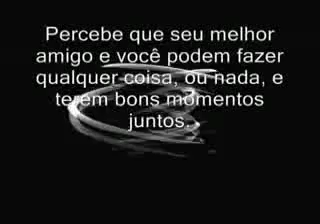 Percebe que seu melhor
amigo e você podem fazer
qualquer coisa, ou nada, e
terem bons momentos
juntos.